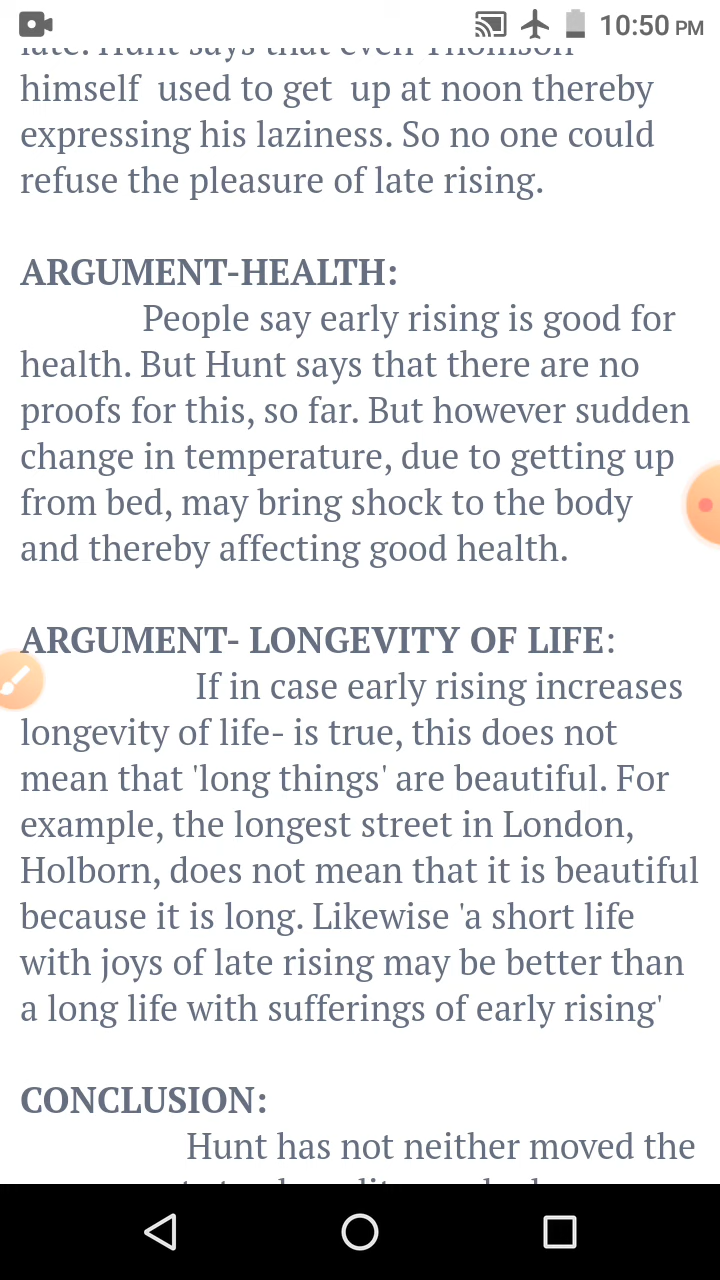 10:50 PM
late. Hunt says that even Thomson
himself used to get up at noon thereby
expressing his laziness. So no one could
refuse the pleasure of late rising.
ARGUMENT-HEALTH:
People say early rising is good for
health. But Hunt says that there are no
proofs for this, so far. But however sudden
change in temperature, due to getting up
from bed, may bring shock to the body
and thereby affecting good health.
ARGUMENT- LONGEVITY OF LIFE:
If in case early rising increases
longevity of life- is true, this does not
mean that 'long things' are beautiful. For
example, the longest street in London,
Holborn, does not mean that it is beautiful
because it is long. Likewise 'a short life
with joys of late rising may be better than
a long life with sufferings of early rising'
CONCLUSION:
Hunt has not neither moved the